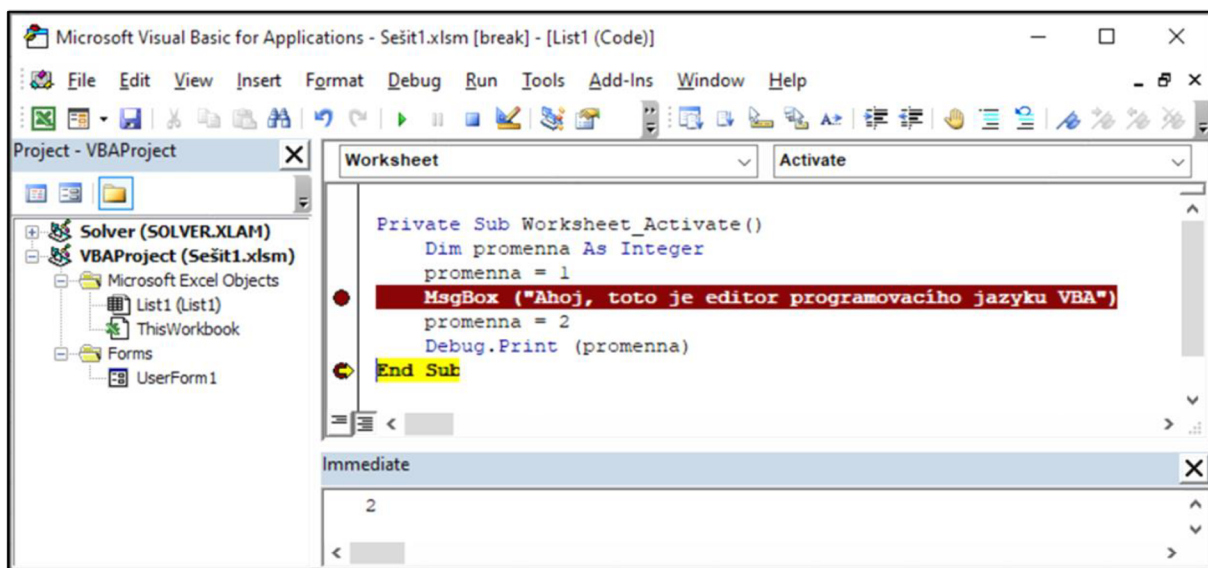 Microsoft Visual Basic for Applications - Sešit1.xlsm [break] - [List1 (Code)]
File Edit View Insert Format Debug Run Tools Add-Ins Window Help
Project - VBAProject
Solver (SOLVER.XLAM)
VBAProject (Sešit1.xlsm)
Microsoft Excel Objects
List1 (List1)
ThisWorkbook
Forms
UserForm1
Worksheet
Activate
Private Sub Worksheet_Activate()
Dim promenna As Integer
promenna = 1
MsgBox ("Ahoj, toto je editor programovacího jazyku VBA")
promenna = 2
Debug.Print (promenna)
End Sub
Immediate
2